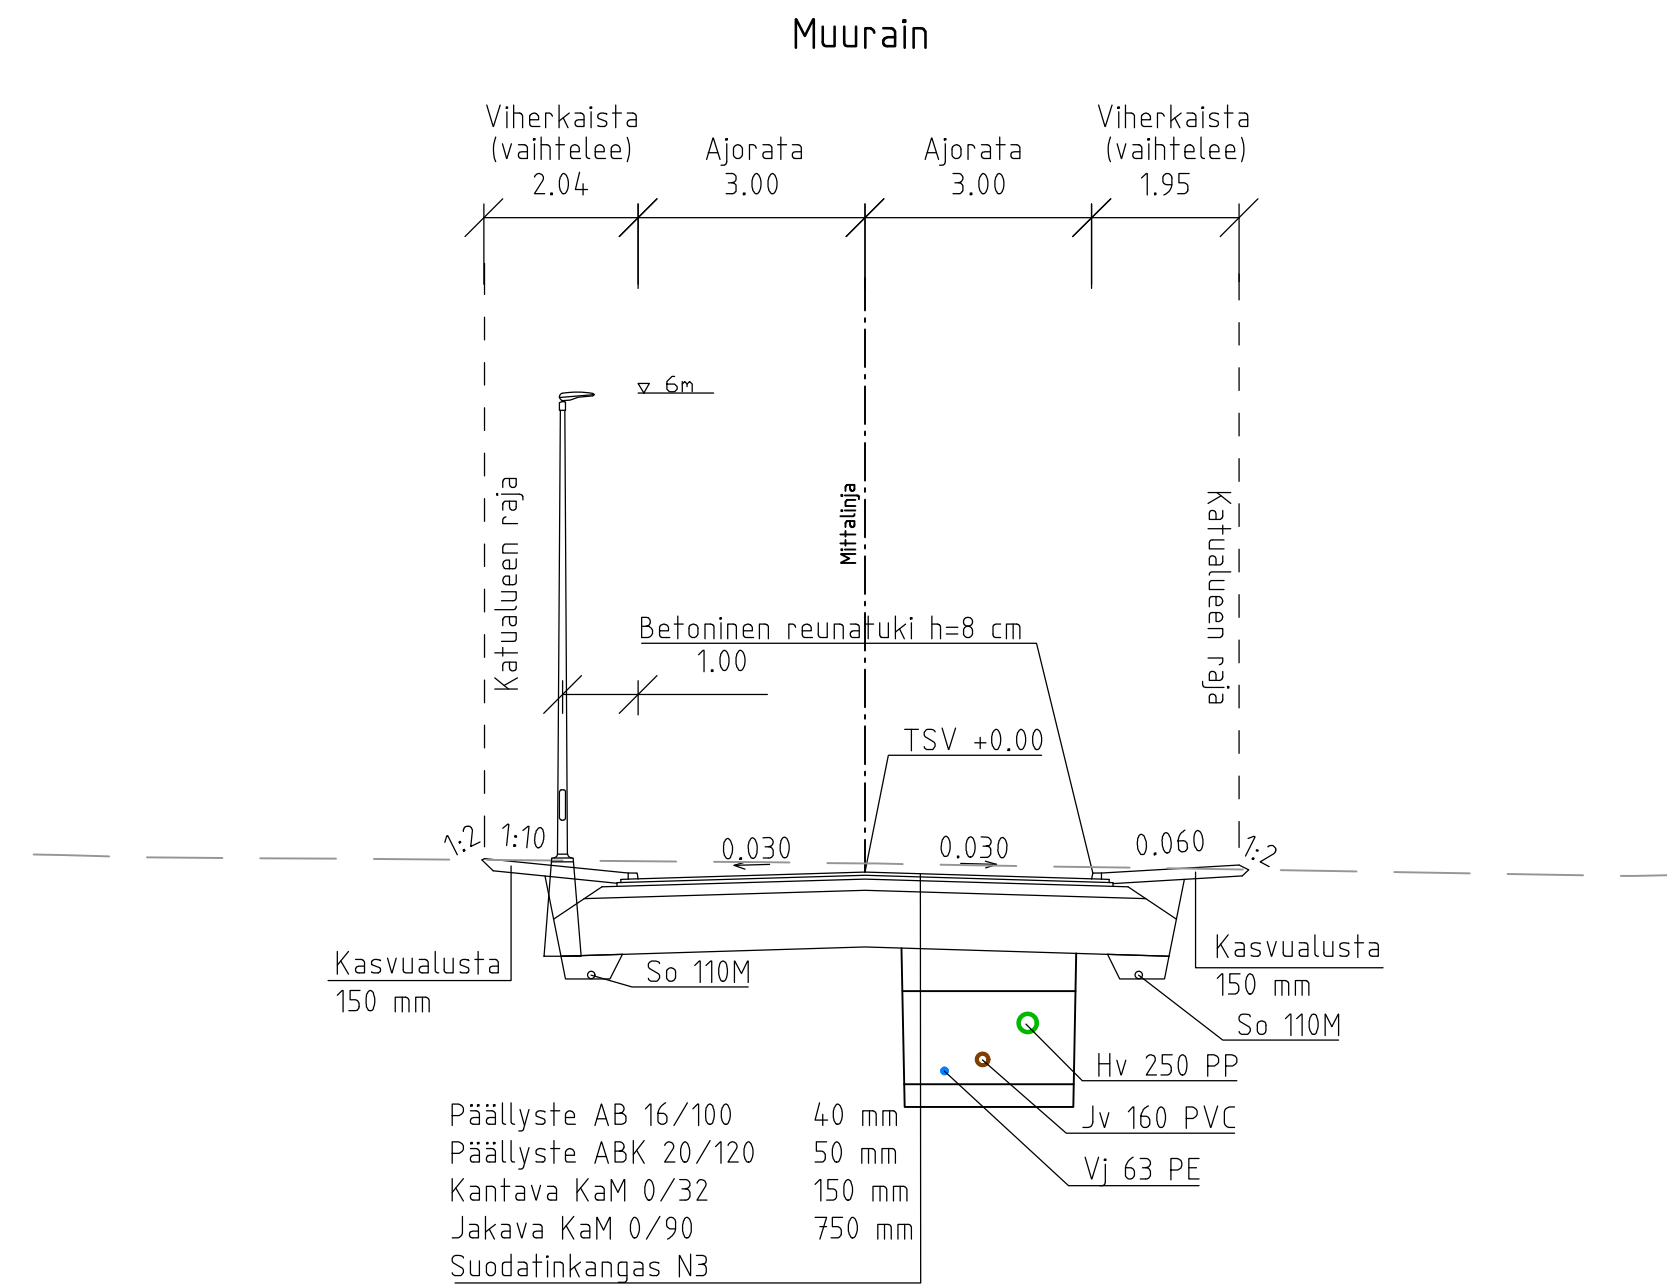 Muurain
Viherkaista
(vaihtelee)
2.04
Ajorata
3.00
Ajorata
3.00
Viherkaista
(vaihtelee)
1.95
6m
Katualueen raja
Mittalinja
Katualueen raja
Betoninen reunatuki h=8 cm
1.00
TSV +0.00
1:2
1:10
0.030
0.030
0.060
1:2
Kasvualusta
150 mm
So 110M
Kasvualusta
150 mm
So 110M
Hv 250 PP
Jv 160 PVC
Vj 63 PE
Päällyste AB 16/100 40 mm
Päällyste ABK 20/120 50 mm
Kantava KaM 0/32 150 mm
Jakava KaM 0/90 750 mm
Suodatinkangas N3